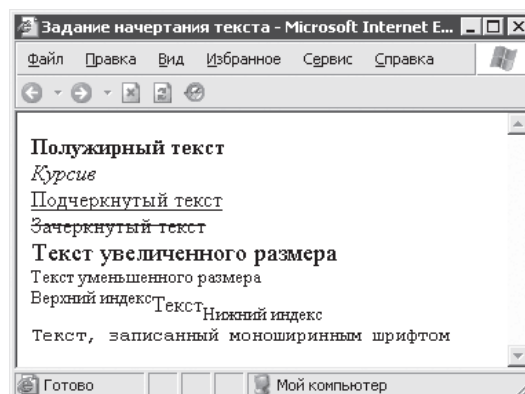 Задание начертания текста - Microsoft Internet E...
Файл Правка Вид Избранное Сервис Справка
Полужирный текст
Курсив
Подчеркнутый текст
Зачеркнутый текст
Текст увеличенного размера
Текст уменьшенного размера
Верхний индексТекстНижний индекс
Текст, записанный моноширинным шрифтом
Готово Мой компьютер